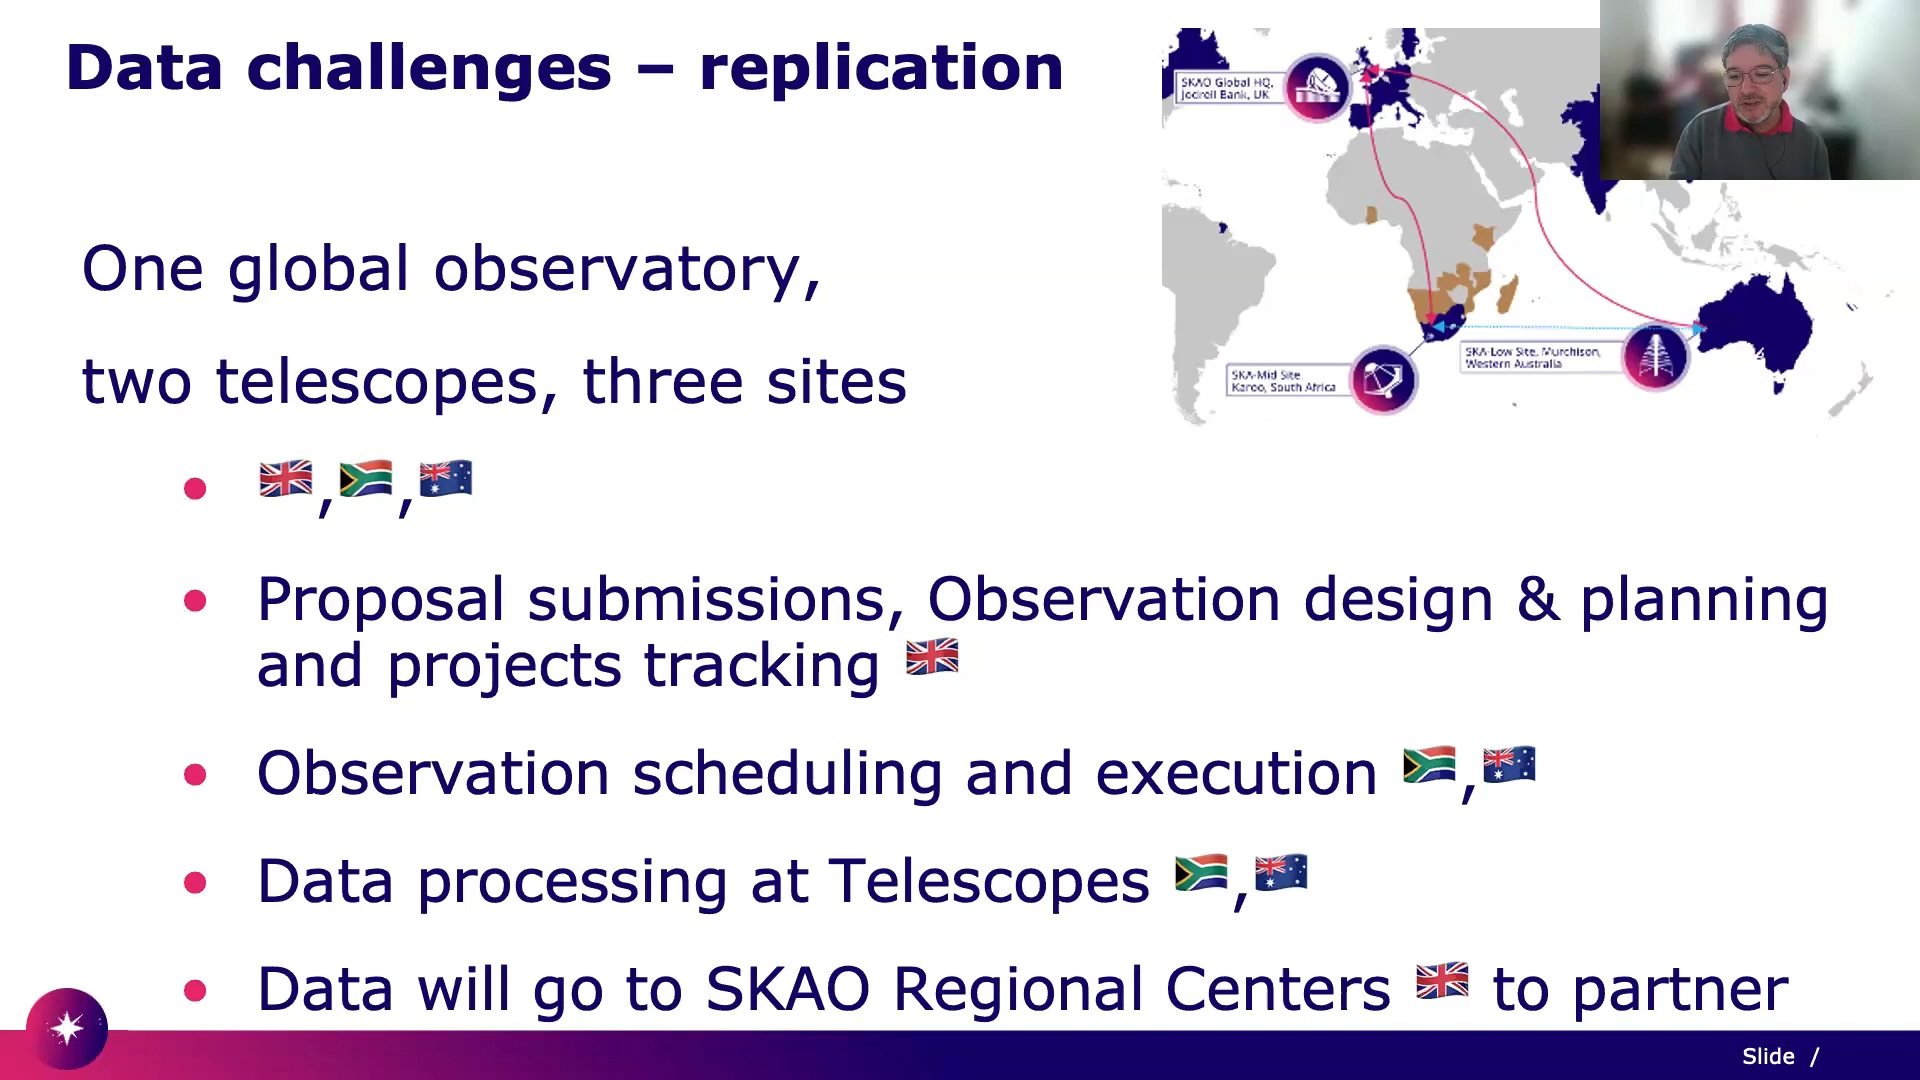 Data challenges – replication
SKAO Global HQ,
Jodrell Bank, UK
One global observatory,
two telescopes, three sites
SKA-Mid Site,
Karoo, South Africa
SKA-Low Site, Murchison,
Western Australia
• 🇬🇧,🇿🇦,🇦🇺
• Proposal submissions, Observation design & planning
and projects tracking 🇬🇧
• Observation scheduling and execution 🇿🇦,🇦🇺
• Data processing at Telescopes 🇿🇦,🇦🇺
• Data will go to SKAO Regional Centers 🇬🇧 to partner
Slide /